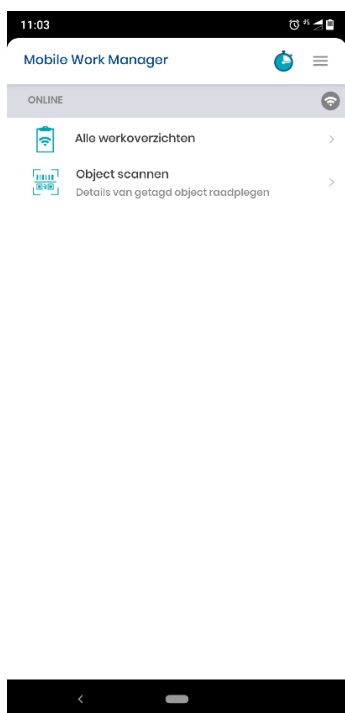 11:03
Mobile Work Manager
ONLINE
Alle werkoverzichten
Object scannen
Details van getagd object raadplegen